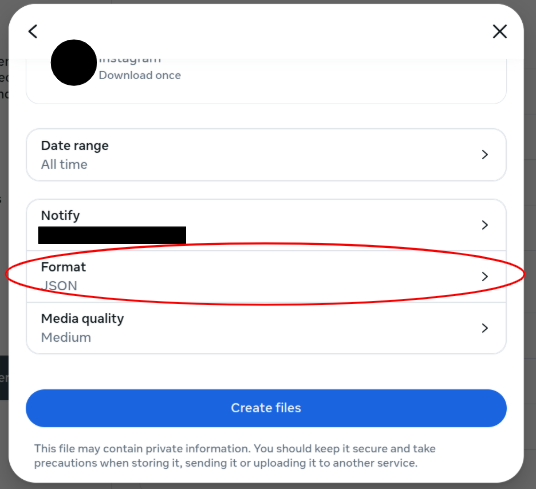 Instagram
Download once
Date range
All time
Notify
Format
JSON
Media quality
Medium
Create files
This file may contain private information. You should keep it secure and take
precautions when storing it, sending it or uploading it to another service.